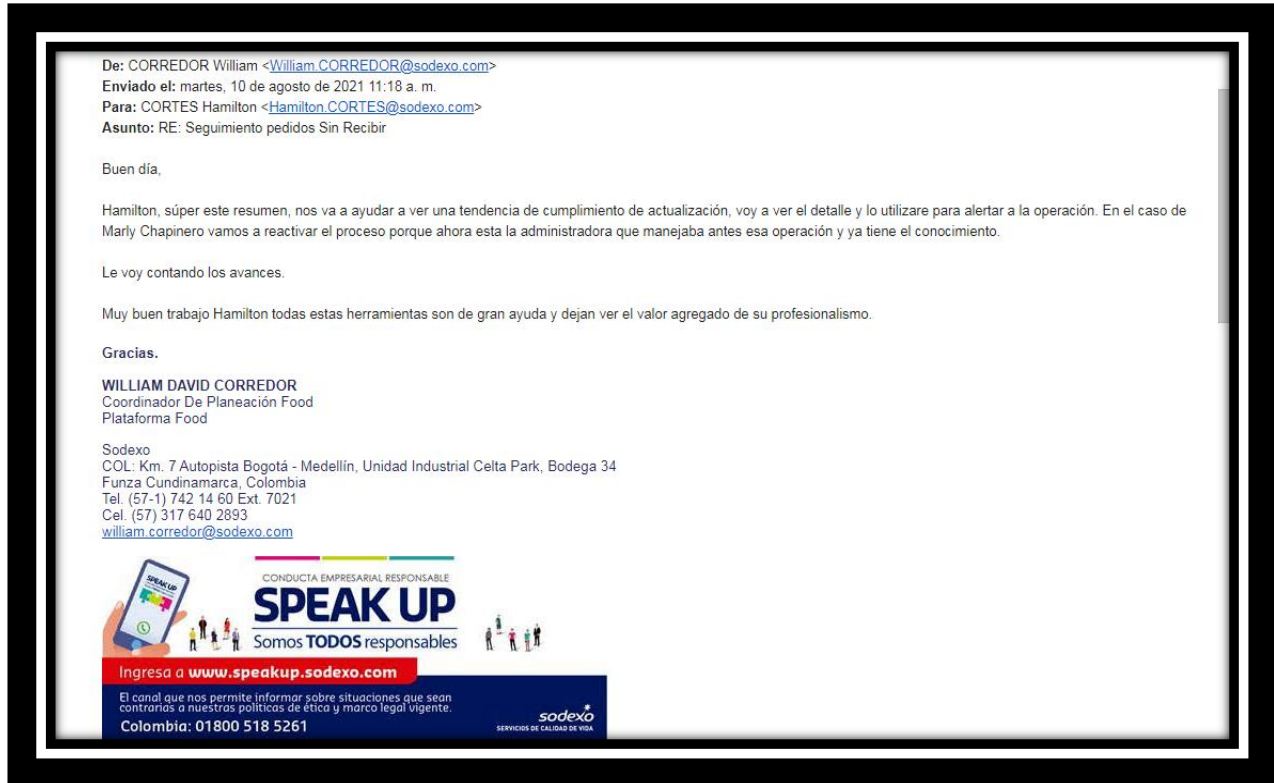 De: CORREDOR William <William.CORREDOR@sodexo.com>
Enviado el: martes, 10 de agosto de 2021 11:18 a. m.
Para: CORTES Hamilton <Hamilton.CORTES@sodexo.com>
Asunto: RE: Seguimiento pedidos Sin Recibir
Buen día,
Hamilton, súper este resumen, nos va a ayudar a ver una tendencia de cumplimiento de actualización, voy a ver el detalle y lo utilizare para alertar a la operación. En el caso de
Marly Chapinero vamos a reactivar el proceso porque ahora esta la administradora que manejaba antes esa operación y ya tiene el conocimiento.
Le voy contando los avances.
Muy buen trabajo Hamilton todas estas herramientas son de gran ayuda y dejan ver el valor agregado de su profesionalismo.
Gracias.
WILLIAM DAVID CORREDOR
Coordinador De Planeación Food
Plataforma Food
Sodexo
COL: Km. 7 Autopista Bogotá - Medellín, Unidad Industrial Celta Park, Bodega 34
Funza Cundinamarca, Colombia
Tel. (57-1) 742 14 60 Ext. 7021
Cel. (57) 317 640 2893
william.corredor@sodexo.com
SPEAK UP
CONDUCTA EMPRESARIAL RESPONSABLE
SPEAK UP
Somos TODOS responsables
Ingresa a www.speakup.sodexo.com
El canal que nos permite informar sobre situaciones que sean
contrarias a nuestras políticas de ética y marco legal vigente.
Colombia: 01800 518 5261
sodexo
SERVICIOS DE CALIDAD DE VIDA